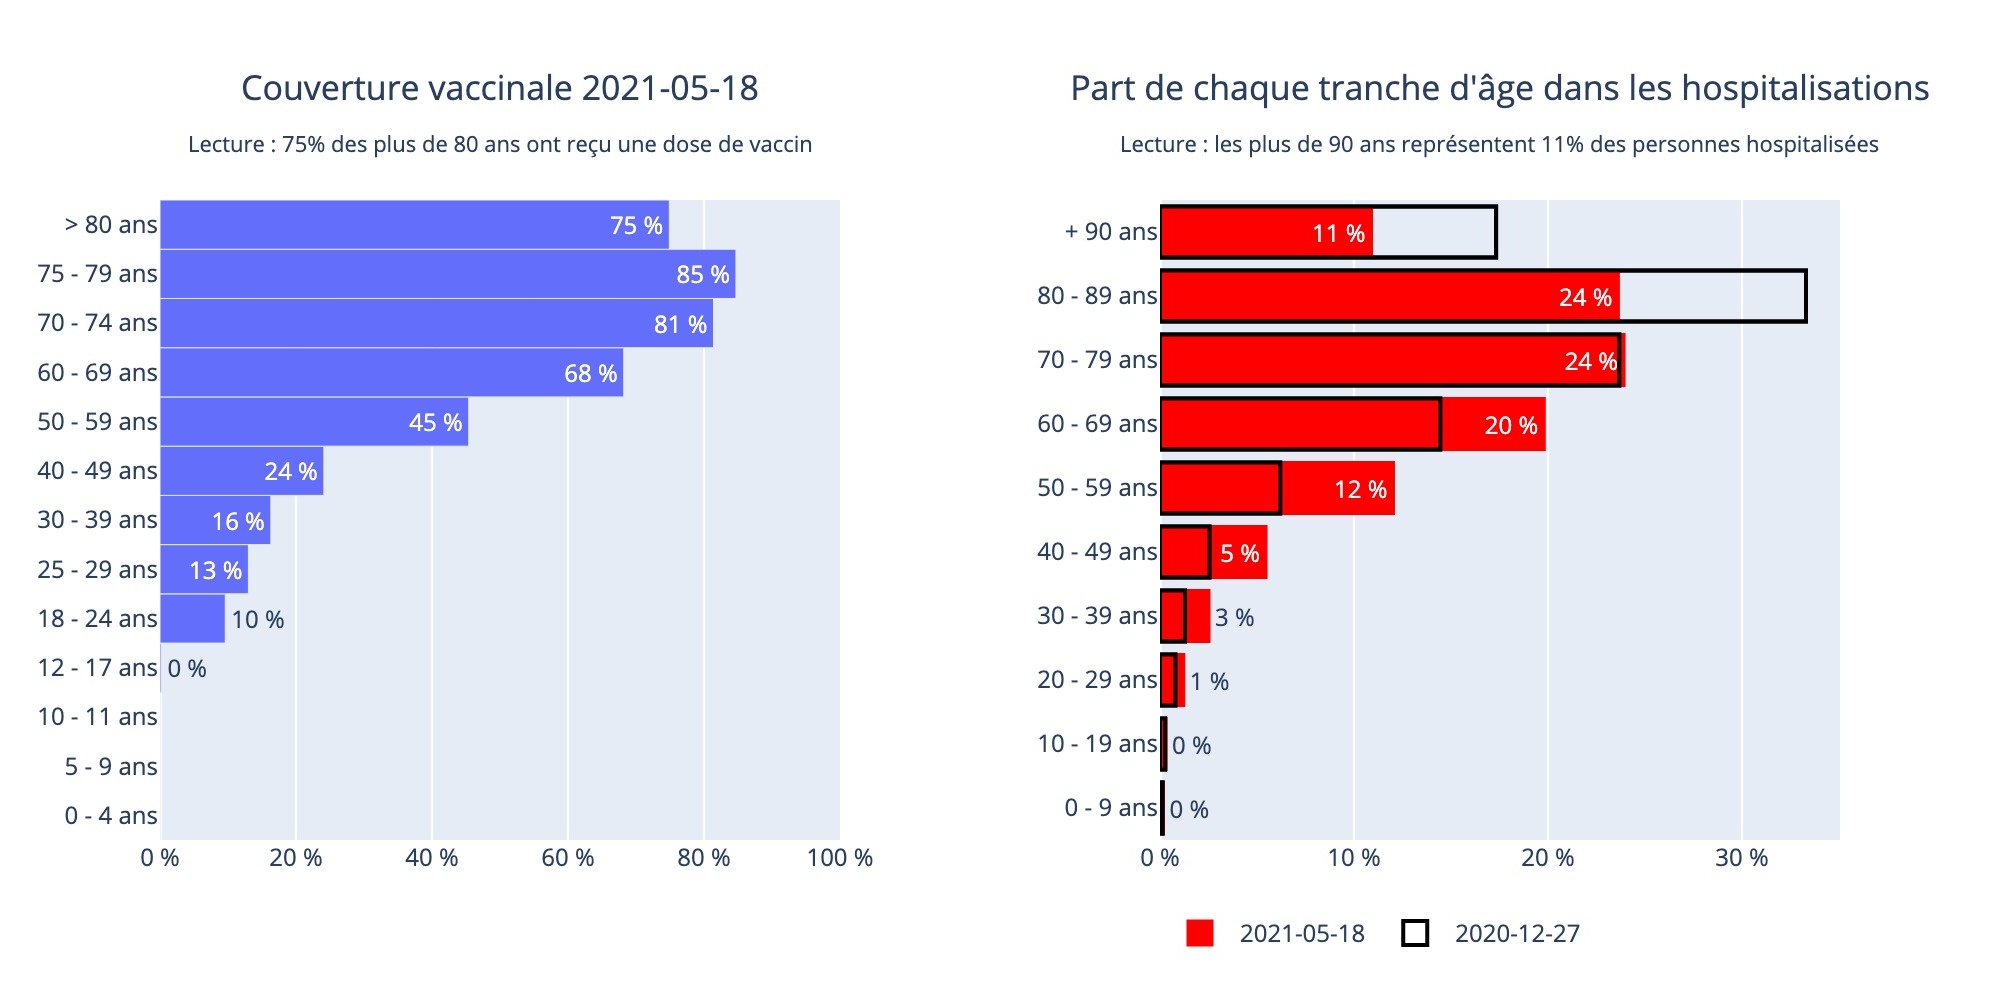 Couverture vaccinale 2021-05-18
Lecture : 75% des plus de 80 ans ont reçu une dose de vaccin
> 80 ans 75 %
75 - 79 ans 85 %
70 - 74 ans 81 %
60 - 69 ans 68 %
50 - 59 ans 45 %
40 - 49 ans 24 %
30 - 39 ans 16 %
25 - 29 ans 13 %
18 - 24 ans 10 %
12 - 17 ans 0 %
10 - 11 ans
5 - 9 ans
0 - 4 ans
0 % 20 % 40 % 60 % 80 % 100 %
Part de chaque tranche d'âge dans les hospitalisations
Lecture : les plus de 90 ans représentent 11% des personnes hospitalisées
+ 90 ans 11 %
80 - 89 ans 24 %
70 - 79 ans 24 %
60 - 69 ans 20 %
50 - 59 ans 12 %
40 - 49 ans 5 %
30 - 39 ans 3 %
20 - 29 ans 1 %
10 - 19 ans 0 %
0 - 9 ans 0 %
0 % 10 % 20 % 30 %
2021-05-18 2020-12-27